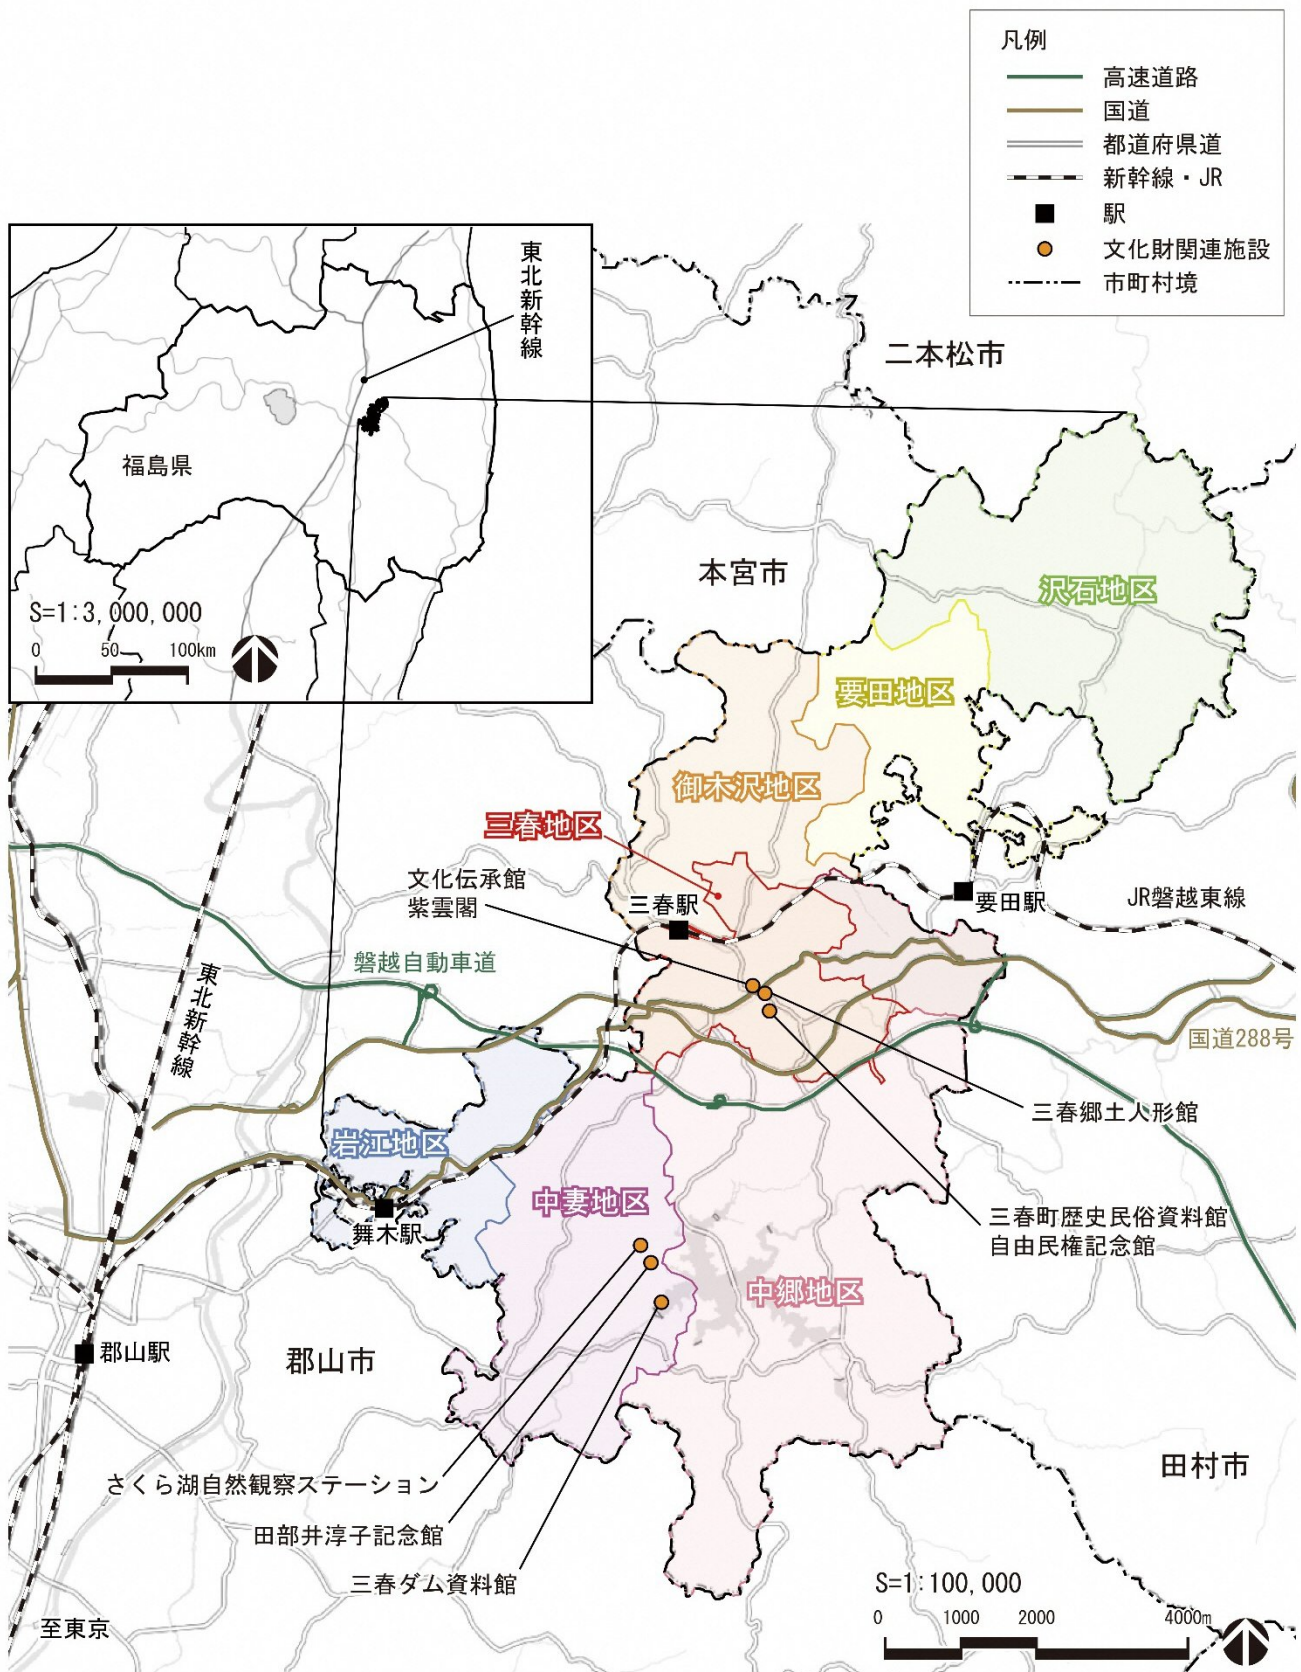 凡例
高速道路
国道
都道府県道
新幹線・JR
駅
文化財関連施設
市町村境
東北新幹線
福島県
S=1:3,000,000
0 50 100km
二本松市
本宮市
沢石地区
要田地区
御木沢地区
三春地区
文化伝承館
紫雲閣
三春駅
要田駅
JR磐越東線
磐越自動車道
東北新幹線
国道288号
三春郷土人形館
岩江地区
中妻地区
舞木駅
三春町歴史民俗資料館
自由民権記念館
中郷地区
郡山駅
郡山市
田村市
さくら湖自然観察ステーション
田部井淳子記念館
三春ダム資料館
S=1:100,000
0 1000 2000 4000m
至東京